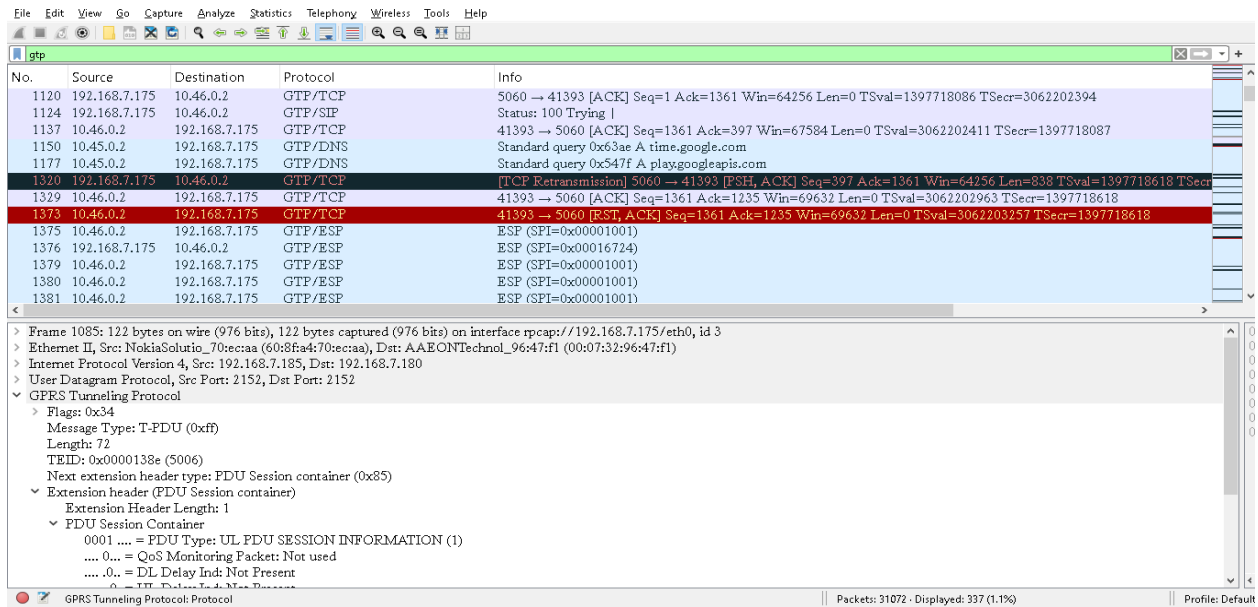 File Edit View Go Capture Analyze Statistics Telephony Wireless Tools Help
gtp
No. Source Destination Protocol Info
1120 192.168.7.175 10.46.0.2 GTP/TCP 5060 → 41393 [ACK] Seq=1 Ack=1361 Win=64256 Len=0 TSval=1397718086 TSecr=3062202394
1124 192.168.7.175 10.46.0.2 GTP/SIP Status: 100 Trying |
1137 10.46.0.2 192.168.7.175 GTP/TCP 41393 → 5060 [ACK] Seq=1361 Ack=397 Win=67584 Len=0 TSval=3062202411 TSecr=1397718087
1150 10.45.0.2 192.168.7.175 GTP/DNS Standard query 0x63ae A time.google.com
1177 10.45.0.2 192.168.7.175 GTP/DNS Standard query 0x547f A play.googleapis.com
1320 192.168.7.175 10.46.0.2 GTP/TCP [TCP Retransmission] 5060 → 41393 [PSH, ACK] Seq=397 Ack=1361 Win=64256 Len=838 TSval=1397718618 TSecr
1329 10.46.0.2 192.168.7.175 GTP/TCP 41393 → 5060 [ACK] Seq=1361 Ack=1235 Win=69632 Len=0 TSval=3062202963 TSecr=1397718618
1373 10.46.0.2 192.168.7.175 GTP/TCP 41393 → 5060 [RST, ACK] Seq=1361 Ack=1235 Win=69632 Len=0 TSval=3062203257 TSecr=1397718618
1375 10.46.0.2 192.168.7.175 GTP/ESP ESP (SPI=0x00001001)
1376 192.168.7.175 10.46.0.2 GTP/ESP ESP (SPI=0x00016724)
1379 10.46.0.2 192.168.7.175 GTP/ESP ESP (SPI=0x00001001)
1380 10.46.0.2 192.168.7.175 GTP/ESP ESP (SPI=0x00001001)
1381 10.46.0.2 192.168.7.175 GTP/ESP ESP (SPI=0x00001001)
Frame 1085: 122 bytes on wire (976 bits), 122 bytes captured (976 bits) on interface rpcap://192.168.7.175/eth0, id 3
Ethernet II, Src: NokiaSolutio_70:ec:aa (60:8f:a4:70:ec:aa), Dst: AAEONTechnol_96:47:f1 (00:07:32:96:47:f1)
Internet Protocol Version 4, Src: 192.168.7.185, Dst: 192.168.7.180
User Datagram Protocol, Src Port: 2152, Dst Port: 2152
GPRS Tunneling Protocol
Flags: 0x34
Message Type: T-PDU (0xff)
Length: 72
TEID: 0x0000138e (5006)
Next extension header type: PDU Session container (0x85)
Extension header (PDU Session container)
Extension Header Length: 1
PDU Session Container
0001 .... = PDU Type: UL PDU SESSION INFORMATION (1)
.... 0... = QoS Monitoring Packet: Not used
.... .0.. = DL Delay Ind: Not Present
GPRS Tunneling Protocol: Protocol Packets: 31072 · Displayed: 337 (1.1%) Profile: Default